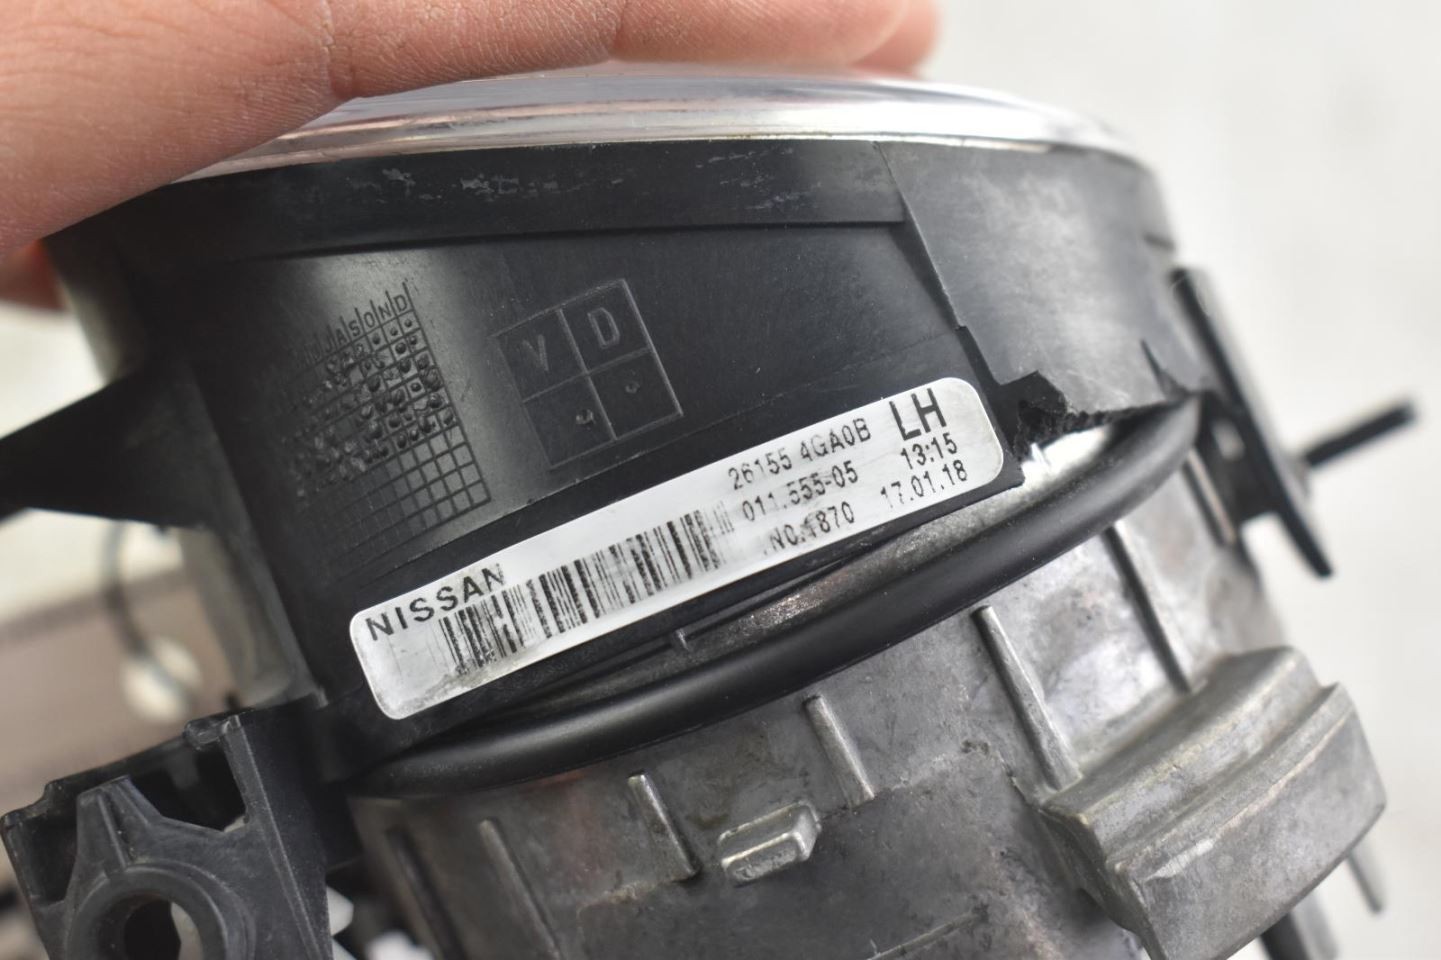 J A S O N D
V D
26155 4GA0B LH
011.555-05 13:15
NO.1870 17.01.18
NISSAN